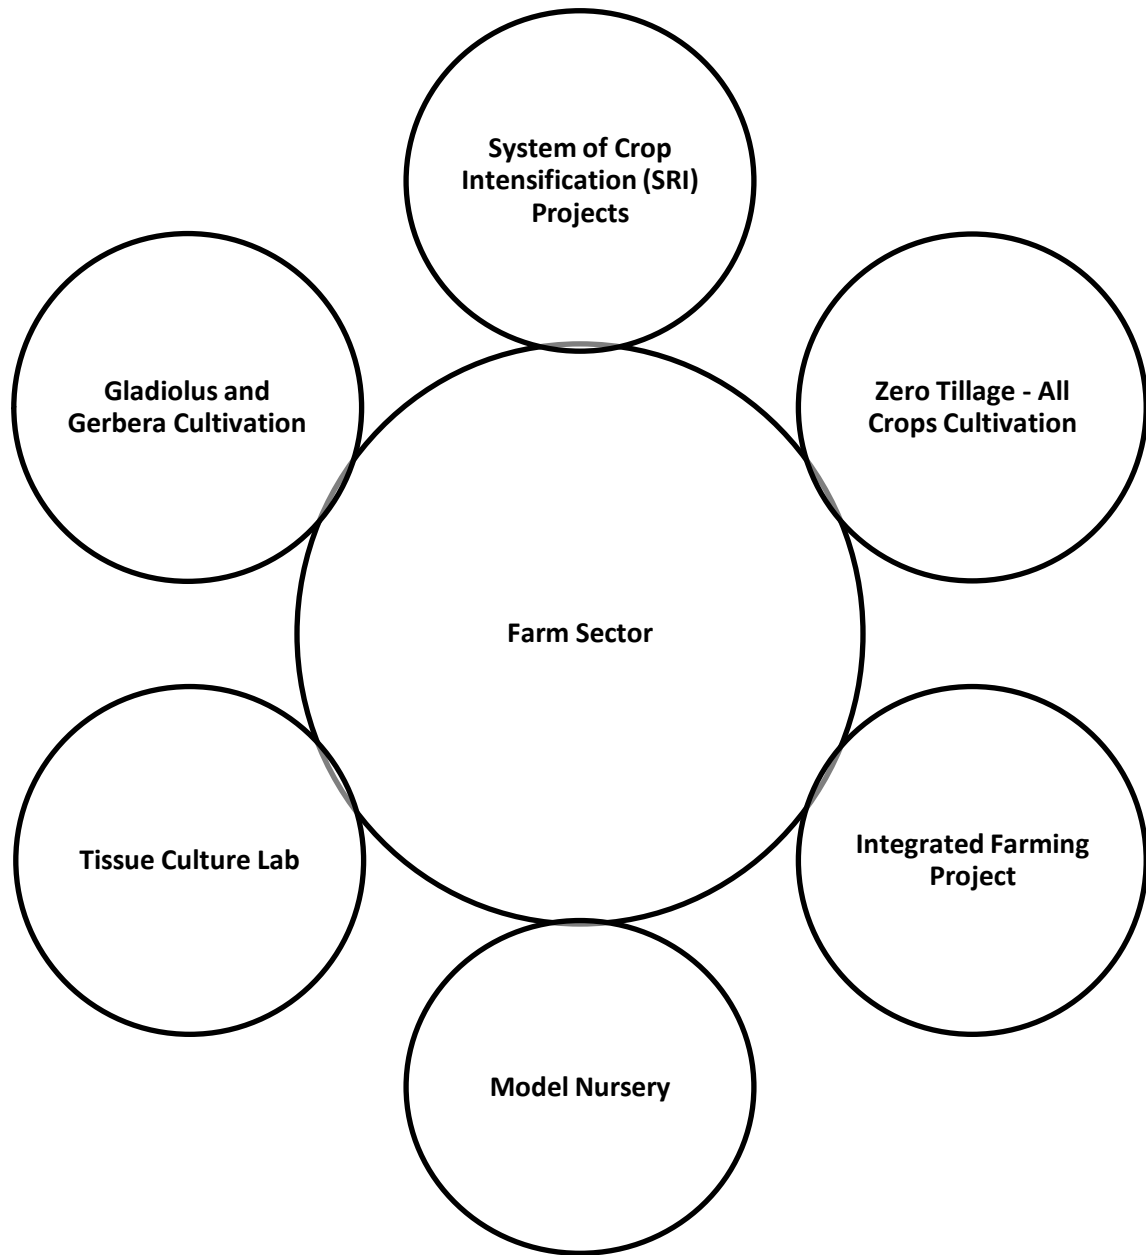 System of Crop
Intensification (SRI)
Projects
Gladiolus and
Gerbera Cultivation
Zero Tillage - All
Crops Cultivation
Farm Sector
Tissue Culture Lab
Integrated Farming
Project
Model Nursery